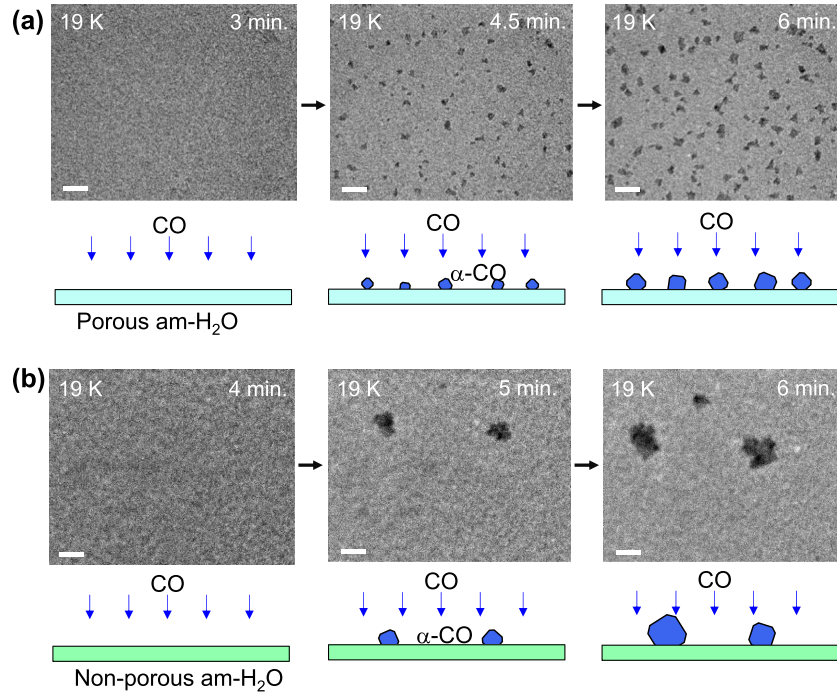 (a)
19 K 3 min.
19 K 4.5 min.
19 K 6 min.
CO
CO
CO
α-CO
Porous am-H₂O
(b)
19 K 4 min.
19 K 5 min.
19 K 6 min.
CO
CO
CO
α-CO
Non-porous am-H₂O